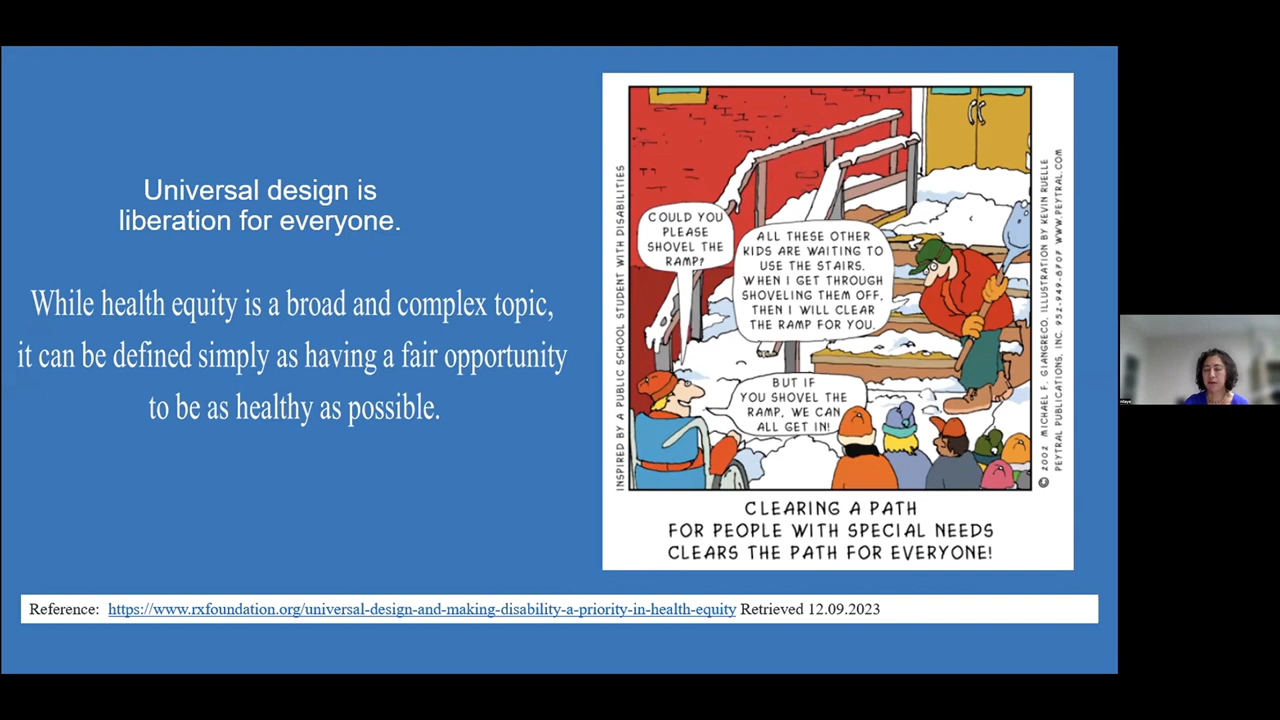 Universal design is
liberation for everyone.
While health equity is a broad and complex topic,
it can be defined simply as having a fair opportunity
to be as healthy as possible.
INSPIRED BY A PUBLIC SCHOOL STUDENT WITH DISABILITIES
COULD YOU
PLEASE
SHOVEL THE
RAMP?
ALL THESE OTHER
KIDS ARE WAITING TO
USE THE STAIRS.
WHEN I GET THROUGH
SHOVELING THEM OFF,
THEN I WILL CLEAR
THE RAMP FOR YOU.
BUT IF
YOU SHOVEL THE
RAMP, WE CAN
ALL GET IN!
© 2002 MICHAEL F. GIANGRECO, ILLUSTRATION BY KEVIN RUELLE
PEYTRAL PUBLICATIONS, INC. 952-949-8707 WWW.PEYTRAL.COM
CLEARING A PATH
FOR PEOPLE WITH SPECIAL NEEDS
CLEARS THE PATH FOR EVERYONE!
Reference: https://www.rxfoundation.org/universal-design-and-making-disability-a-priority-in-health-equity Retrieved 12.09.2023